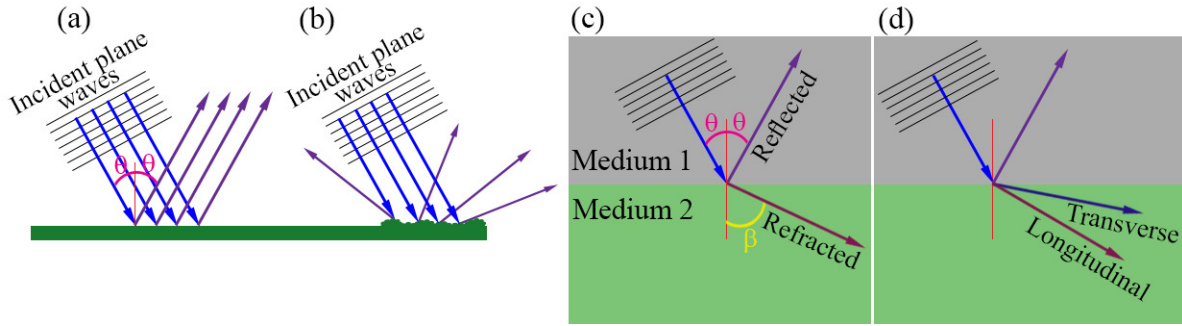 (a)
Incident plane
waves
θ θ
(b)
Incident plane
waves
(c)
θ θ
Reflected
Medium 1
Medium 2
β
Refracted
(d)
Transverse
Longitudinal